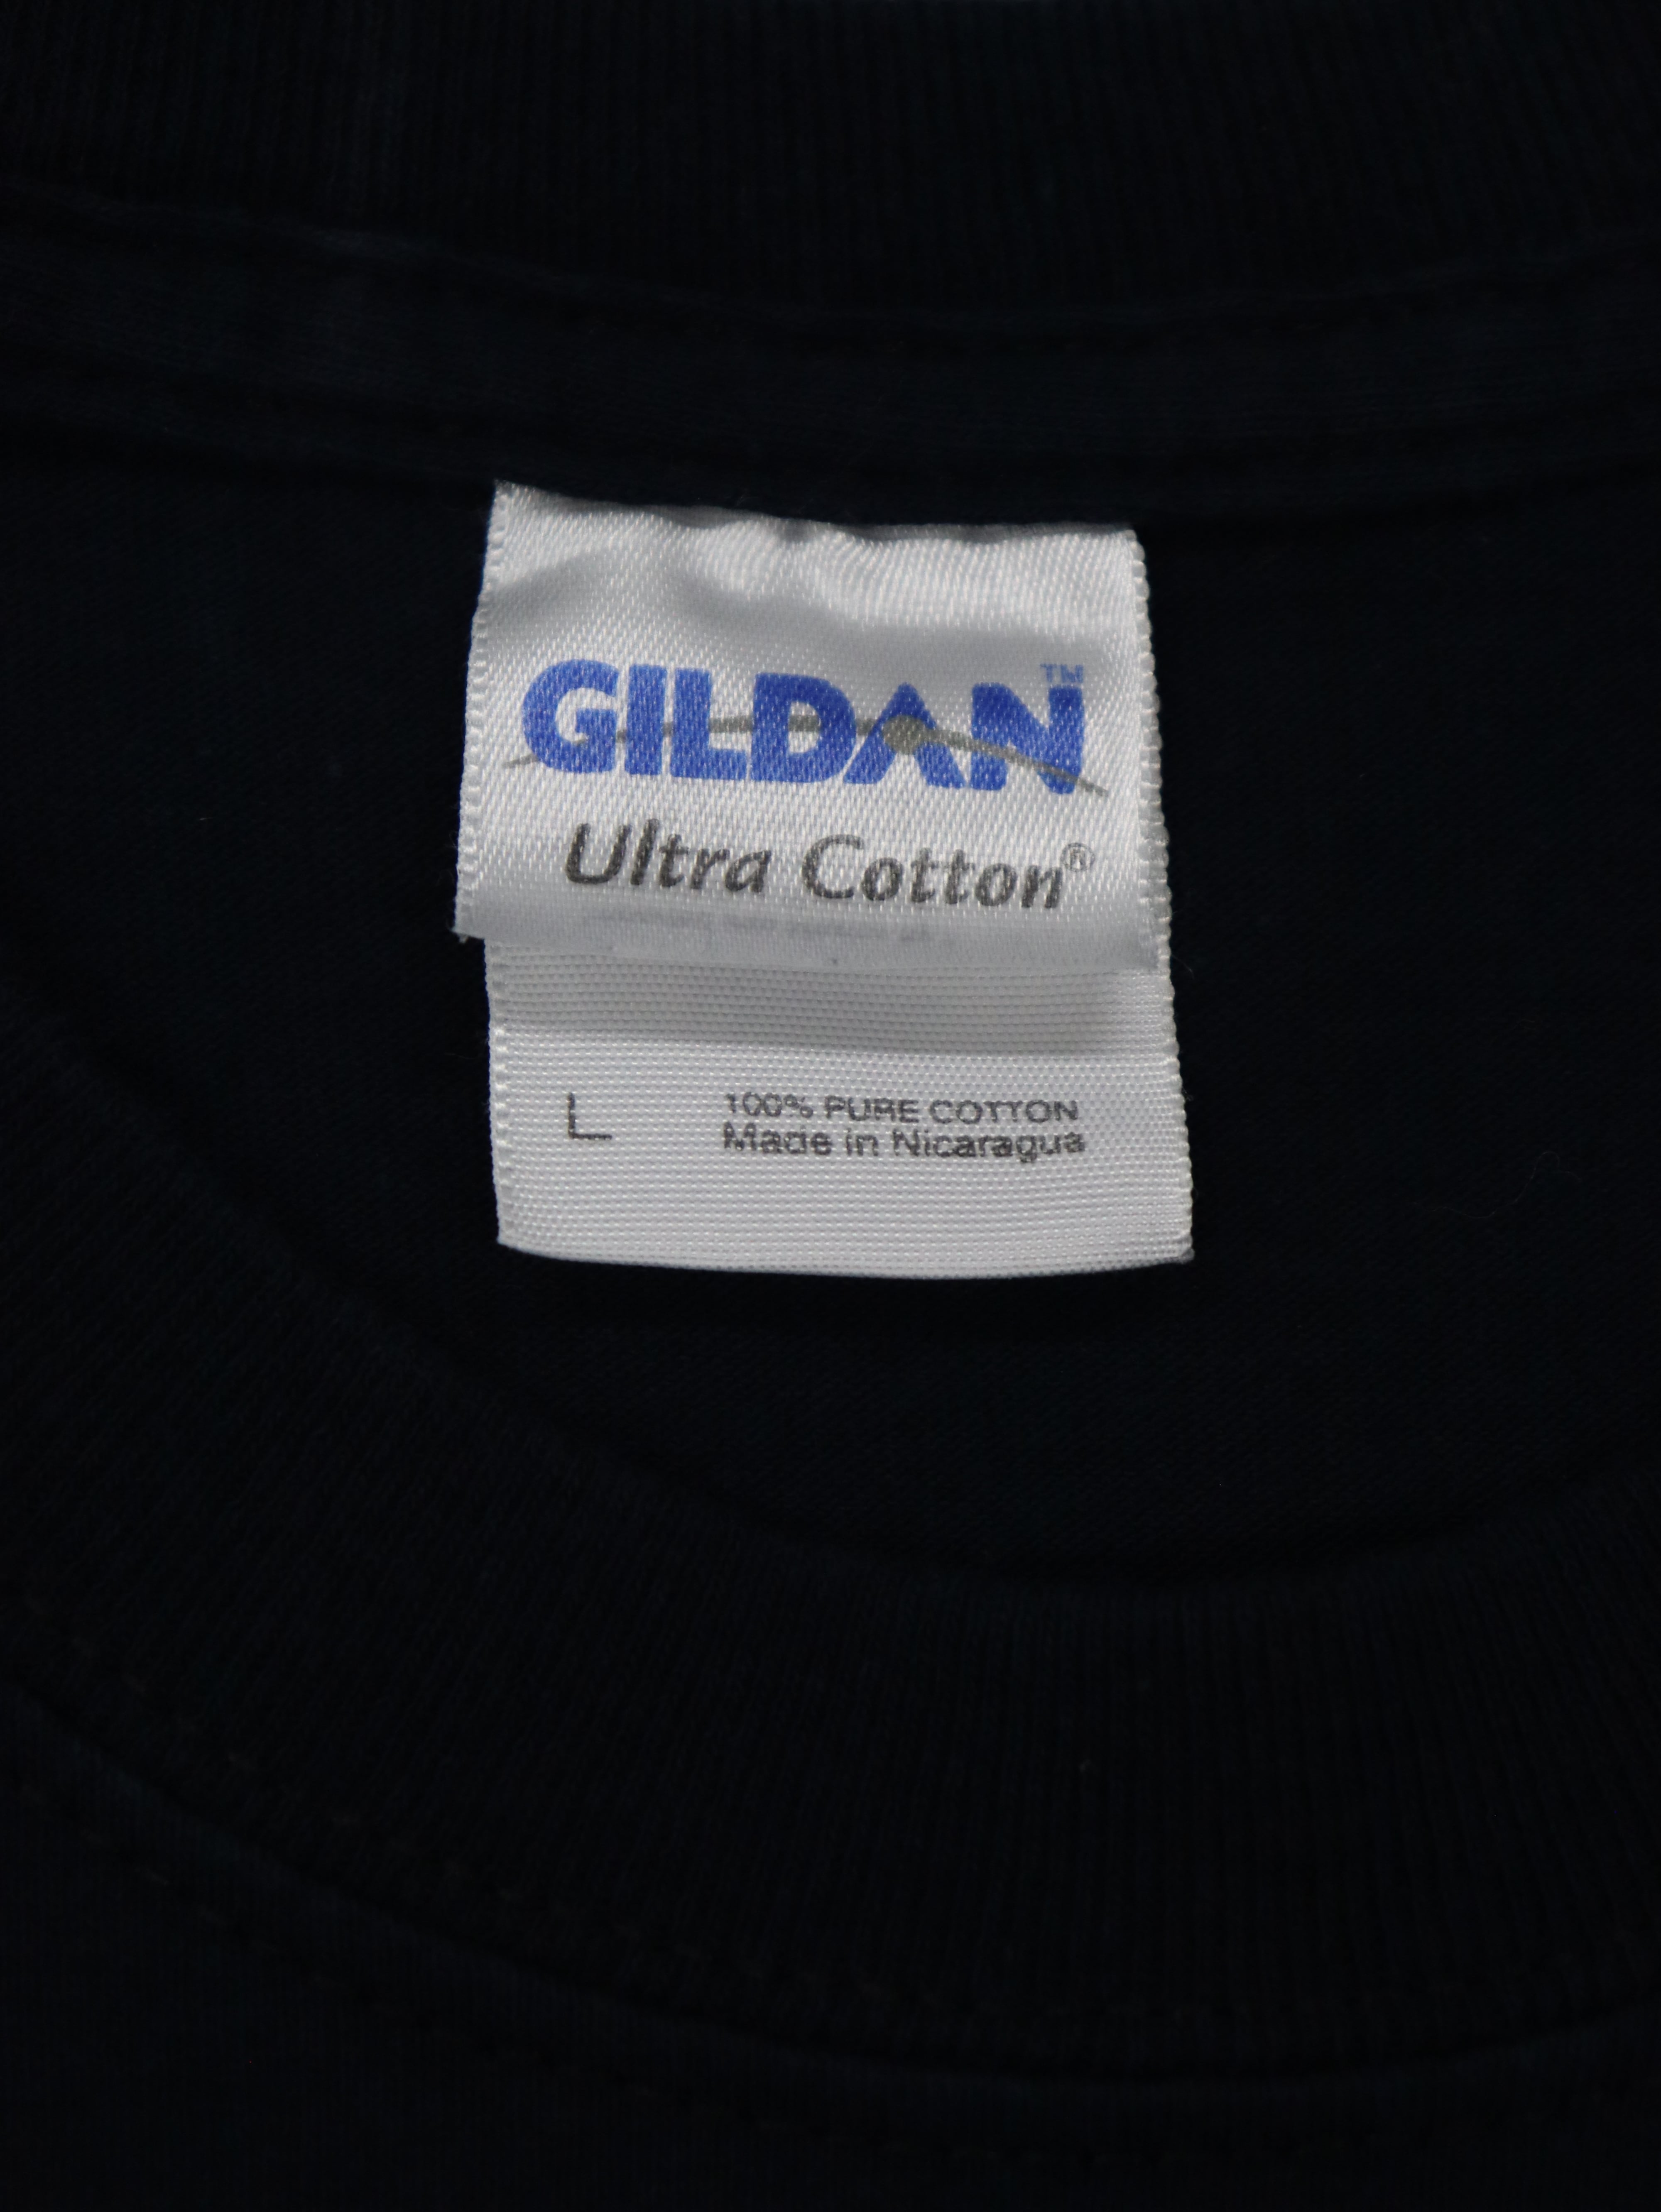 GILDAN™
Ultra Cotton®
L 100% PURE COTTON
Made in Nicaragua